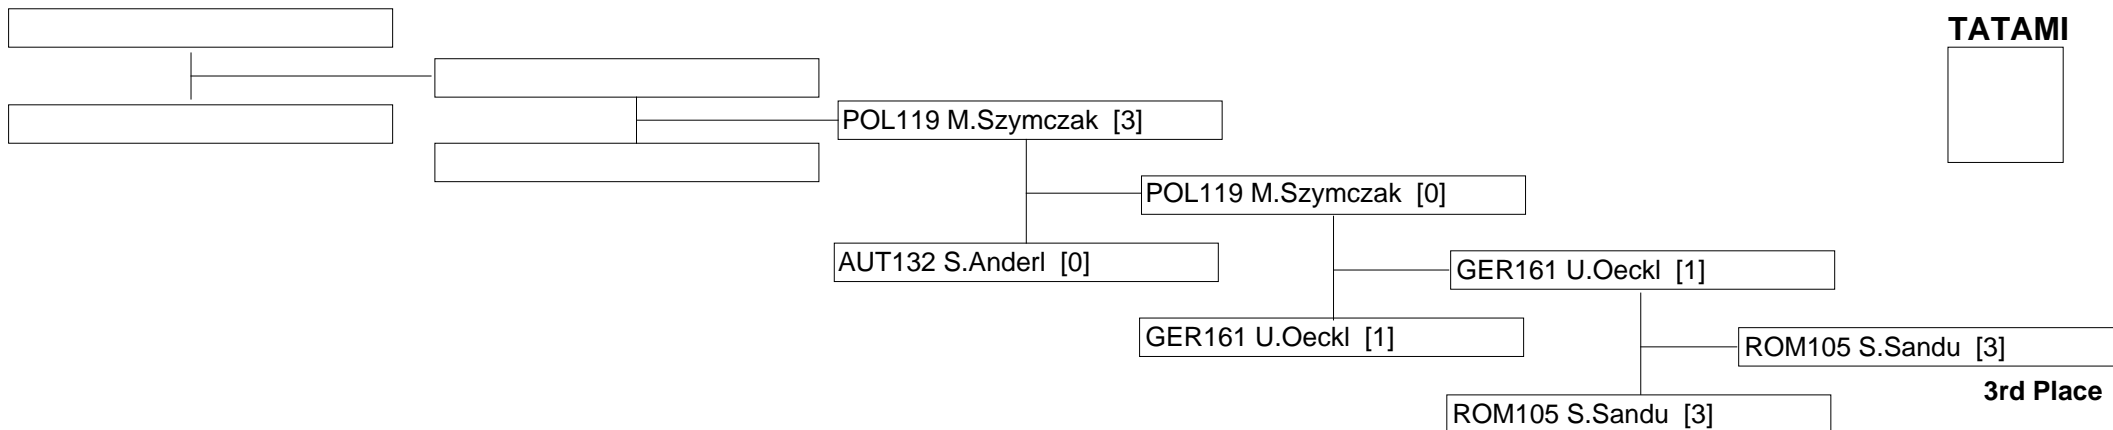 TATAMI
POL119 M.Szymczak [3]
POL119 M.Szymczak [0]
AUT132 S.Anderl [0]
GER161 U.Oeckl [1]
GER161 U.Oeckl [1]
ROM105 S.Sandu [3]
3rd Place
ROM105 S.Sandu [3]